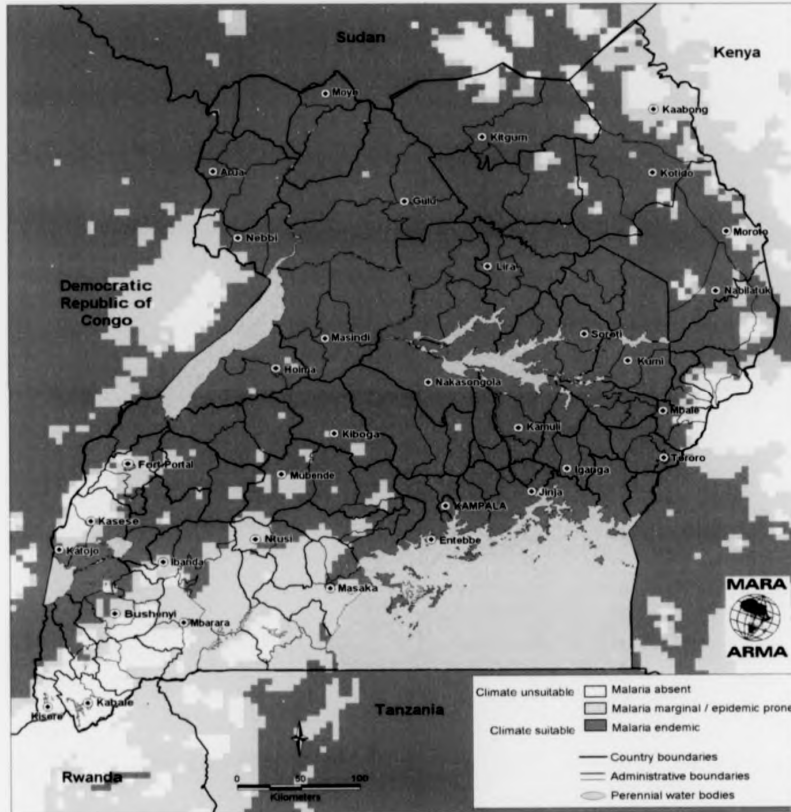 Sudan
Kenya
Moyo
Kaabong
Kitgum
Arua
Kotido
Gulu
Moroto
Nebbi
Lira
Democratic
Republic of
Congo
Nabilatuk
Masindi
Soroti
Kumi
Hoima
Nakasongola
Mbale
Kamuli
Kiboga
Fort Portal
Tororo
Iganga
Mubende
Jinja
KAMPALA
Kasese
Ntusi
Entebbe
Katojo
Ibanda
Masaka
MARA
Bushenyi
Mbarara
ARMA
Climate unsuitable
Malaria absent
Malaria marginal / epidemic prone
Climate suitable
Malaria endemic
Kabale
Kisoro
Tanzania
Country boundaries
Administrative boundaries
Perennial water bodies
Rwanda
0 50 100
Kilometers